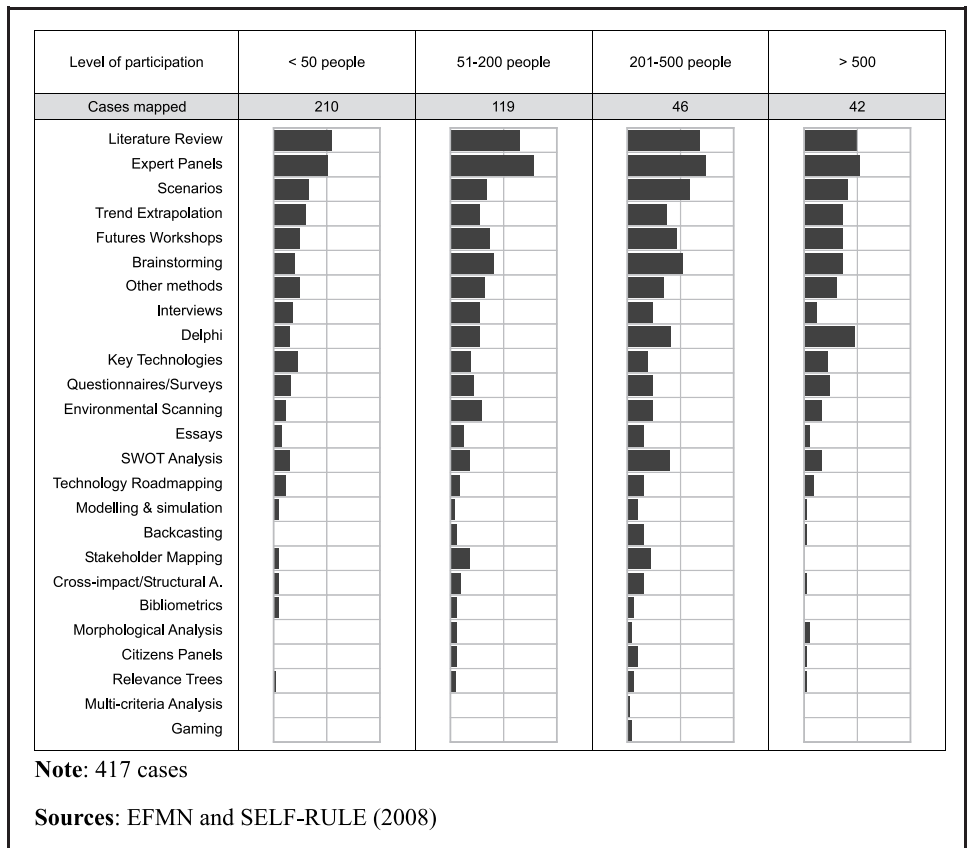 Level of participation < 50 people 51-200 people 201-500 people > 500
Cases mapped 210 119 46 42
Literature Review
Expert Panels
Scenarios
Trend Extrapolation
Futures Workshops
Brainstorming
Other methods
Interviews
Delphi
Key Technologies
Questionnaires/Surveys
Environmental Scanning
Essays
SWOT Analysis
Technology Roadmapping
Modelling & simulation
Backcasting
Stakeholder Mapping
Cross-impact/Structural A.
Bibliometrics
Morphological Analysis
Citizens Panels
Relevance Trees
Multi-criteria Analysis
Gaming
Note: 417 cases
Sources: EFMN and SELF-RULE (2008)